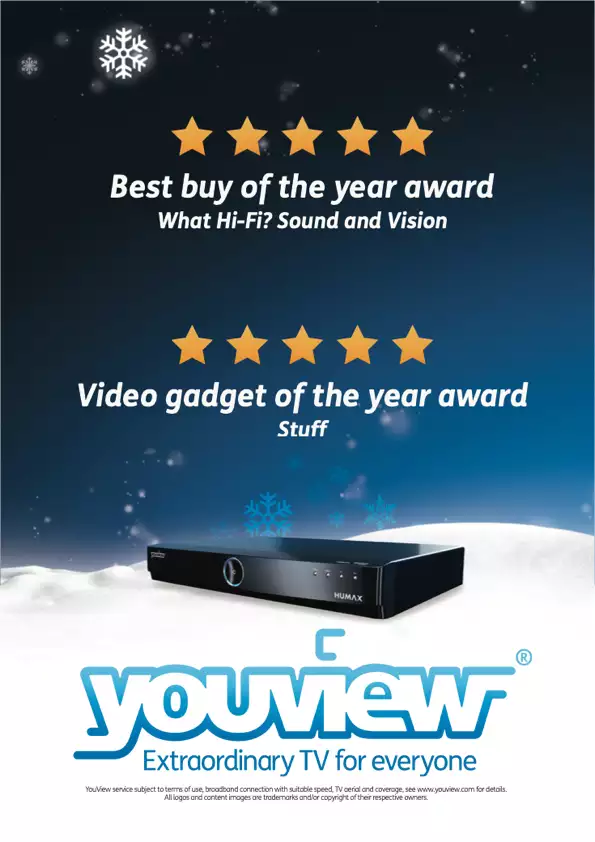 Best buy of the year award
What Hi-Fi? Sound and Vision
Video gadget of the year award
Stuff
youview
HUMAX
youview®
Extraordinary TV for everyone
YouView service subject to terms of use, broadband connection with suitable speed, TV aerial and coverage, see www.youview.com for details.
All logos and content images are trademarks and/or copyright of their respective owners.